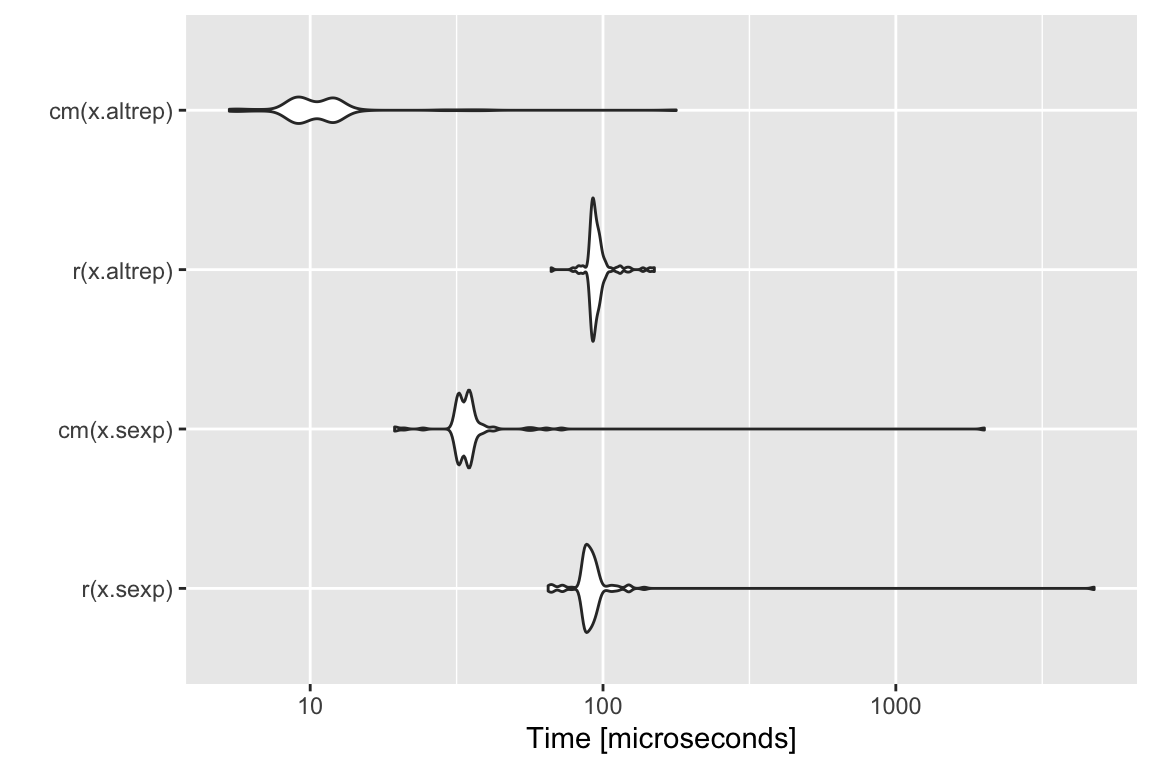 cm(x.altrep)
r(x.altrep)
cm(x.sexp)
r(x.sexp)
10 100 1000
Time [microseconds]